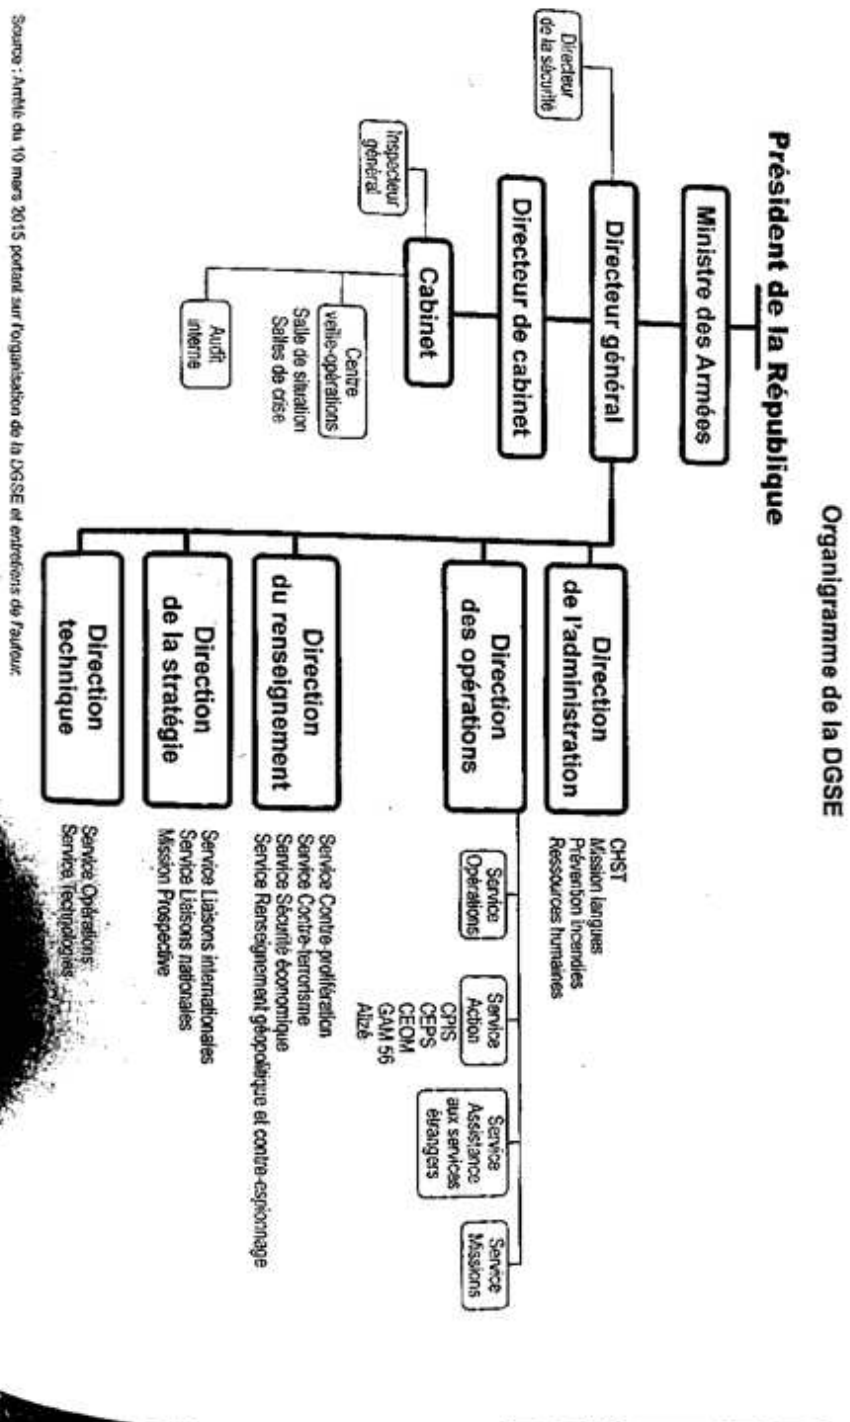 Organigramme de la DGSE
Président de la République
Ministre des Armées
Directeur
de la sécurité
Directeur général
Directeur de cabinet
Inspecteur
général
Cabinet
Centre
veille-opérations
Salle de situation
Salles de crise
Audit
interne
Direction
de l'administration
CHST
Mission langues
Prévention incendies
Ressources humaines
Direction
des opérations
Service
Opérations
Service
Action
CPIS
CEPS
CEOM
GAM 56
Alizé
Service
Assistance
aux services
étrangers
Service
Missions
Direction
du renseignement
Service Contre-prolifération
Service Contre-terrorisme
Service Sécurité économique
Service Renseignement géopolitique et contre-espionnage
Direction
de la stratégie
Service Liaisons internationales
Service Liaisons nationales
Mission Prospective
Direction
technique
Service Opérations
Service Technologies
Source : Arrêté du 10 mars 2015 portant sur l'organisation de la DGSE et entretiens de l'auteur.